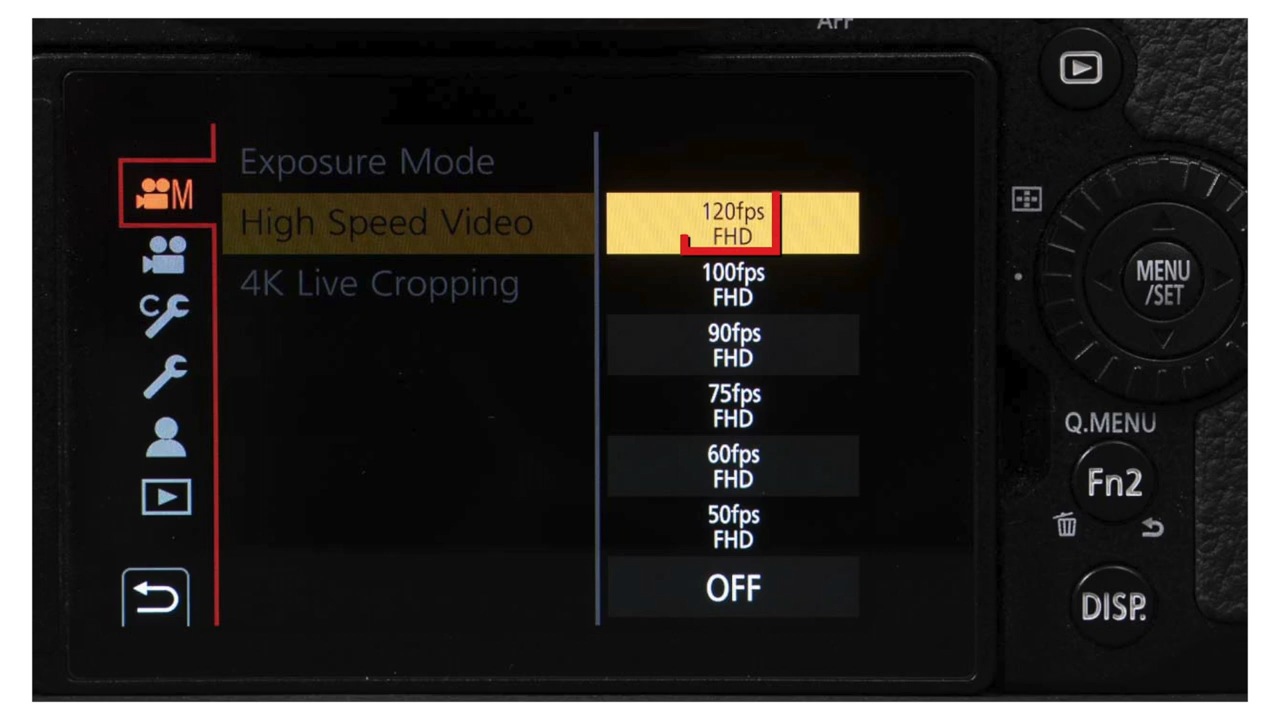 AFF
Exposure Mode
M
High Speed Video
120fps
FHD
4K Live Cropping
100fps
FHD
MENU
/SET
C
90fps
FHD
75fps
FHD
Q.MENU
60fps
FHD
Fn2
50fps
FHD
OFF
DISP.